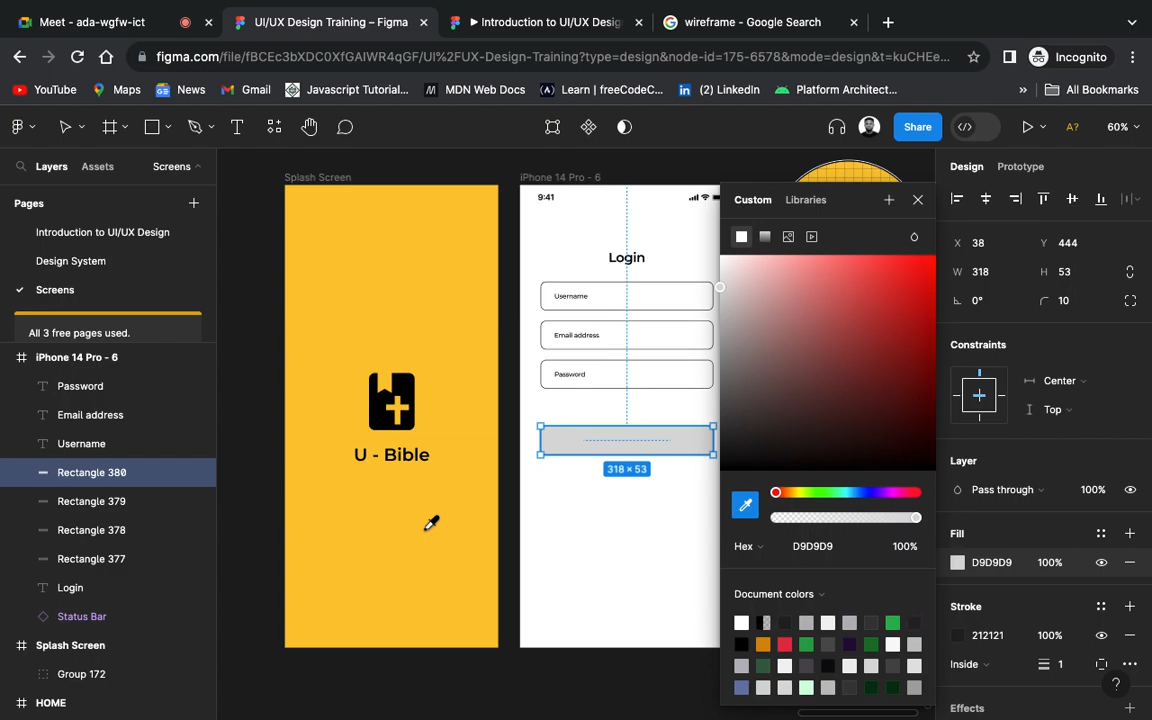 Meet - ada-wgfw-ict
UI/UX Design Training – Figma
Introduction to UI/UX Desig
wireframe - Google Search
figma.com/file/fBCEc3bXDC0XfGAIWR4qGF/UI%2FUX-Design-Training?type=design&node-id=175-6578&mode=design&t=kuCHEe...
Incognito
YouTube
Maps
News
Gmail
Javascript Tutorial...
MDN Web Docs
Learn | freeCodeC...
(2) LinkedIn
Platform Architect...
»
All Bookmarks
Share
A?
60%
Layers
Assets
Screens
Pages
Introduction to UI/UX Design
Design System
Screens
All 3 free pages used.
iPhone 14 Pro - 6
Password
Email address
Username
Rectangle 380
Rectangle 379
Rectangle 378
Rectangle 377
Login
Status Bar
Splash Screen
Group 172
HOME
Splash Screen
U - Bible
iPhone 14 Pro - 6
9:41
Login
Username
Email address
Password
318 × 53
Custom
Libraries
Hex
D9D9D9
100%
Document colors
Design
Prototype
X 38
Y 444
W 318
H 53
0°
10
Constraints
Center
Top
Layer
Pass through
100%
Fill
D9D9D9
100%
Stroke
212121
100%
Inside
1
Effects
?